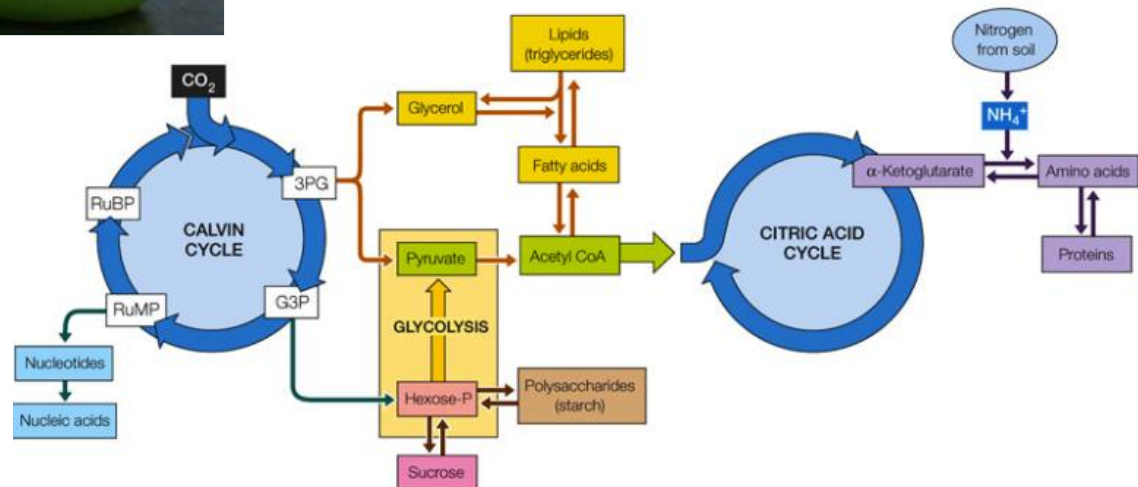 CO₂
3PG
G3P
RuMP
RuBP
CALVIN
CYCLE
Nucleotides
Nucleic acids
Glycerol
Lipids
(triglycerides)
Fatty acids
Pyruvate
Acetyl CoA
GLYCOLYSIS
Hexose-P
Polysaccharides
(starch)
Sucrose
CITRIC ACID
CYCLE
Nitrogen
from soil
NH₄⁺
α-Ketoglutarate
Amino acids
Proteins